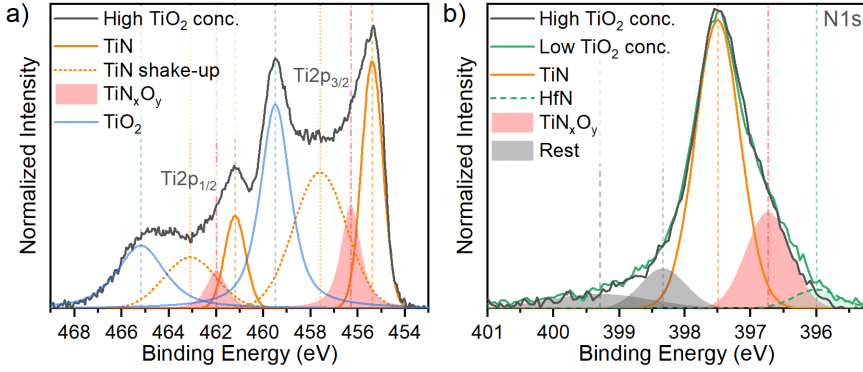 a)
High TiO₂ conc.
TiN
TiN shake-up
TiNₓOᵧ
TiO₂
Ti2p₃/₂
Ti2p₁/₂
Normalized Intensity
468 466 464 462 460 458 456 454
Binding Energy (eV)
b)
N1s
High TiO₂ conc.
Low TiO₂ conc.
TiN
HfN
TiNₓOᵧ
Rest
Normalized Intensity
401 400 399 398 397 396
Binding Energy (eV)